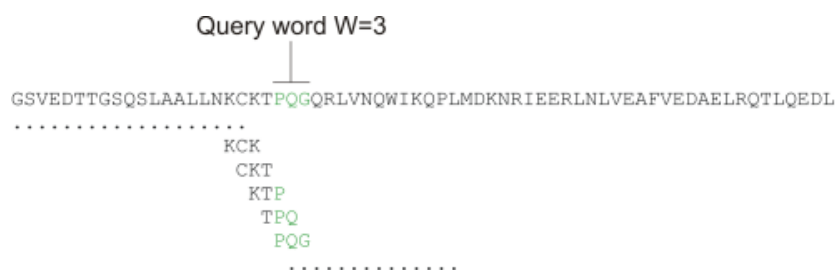 Query word W=3
GSVEDTTGSQSLAALLNKCKTPQGQRLVNQWIKQPLMDKNRIEERLNLVEAFVEDAELRQTLQEDL
...................
KCK
CKT
KTP
TPQ
PQG
..............